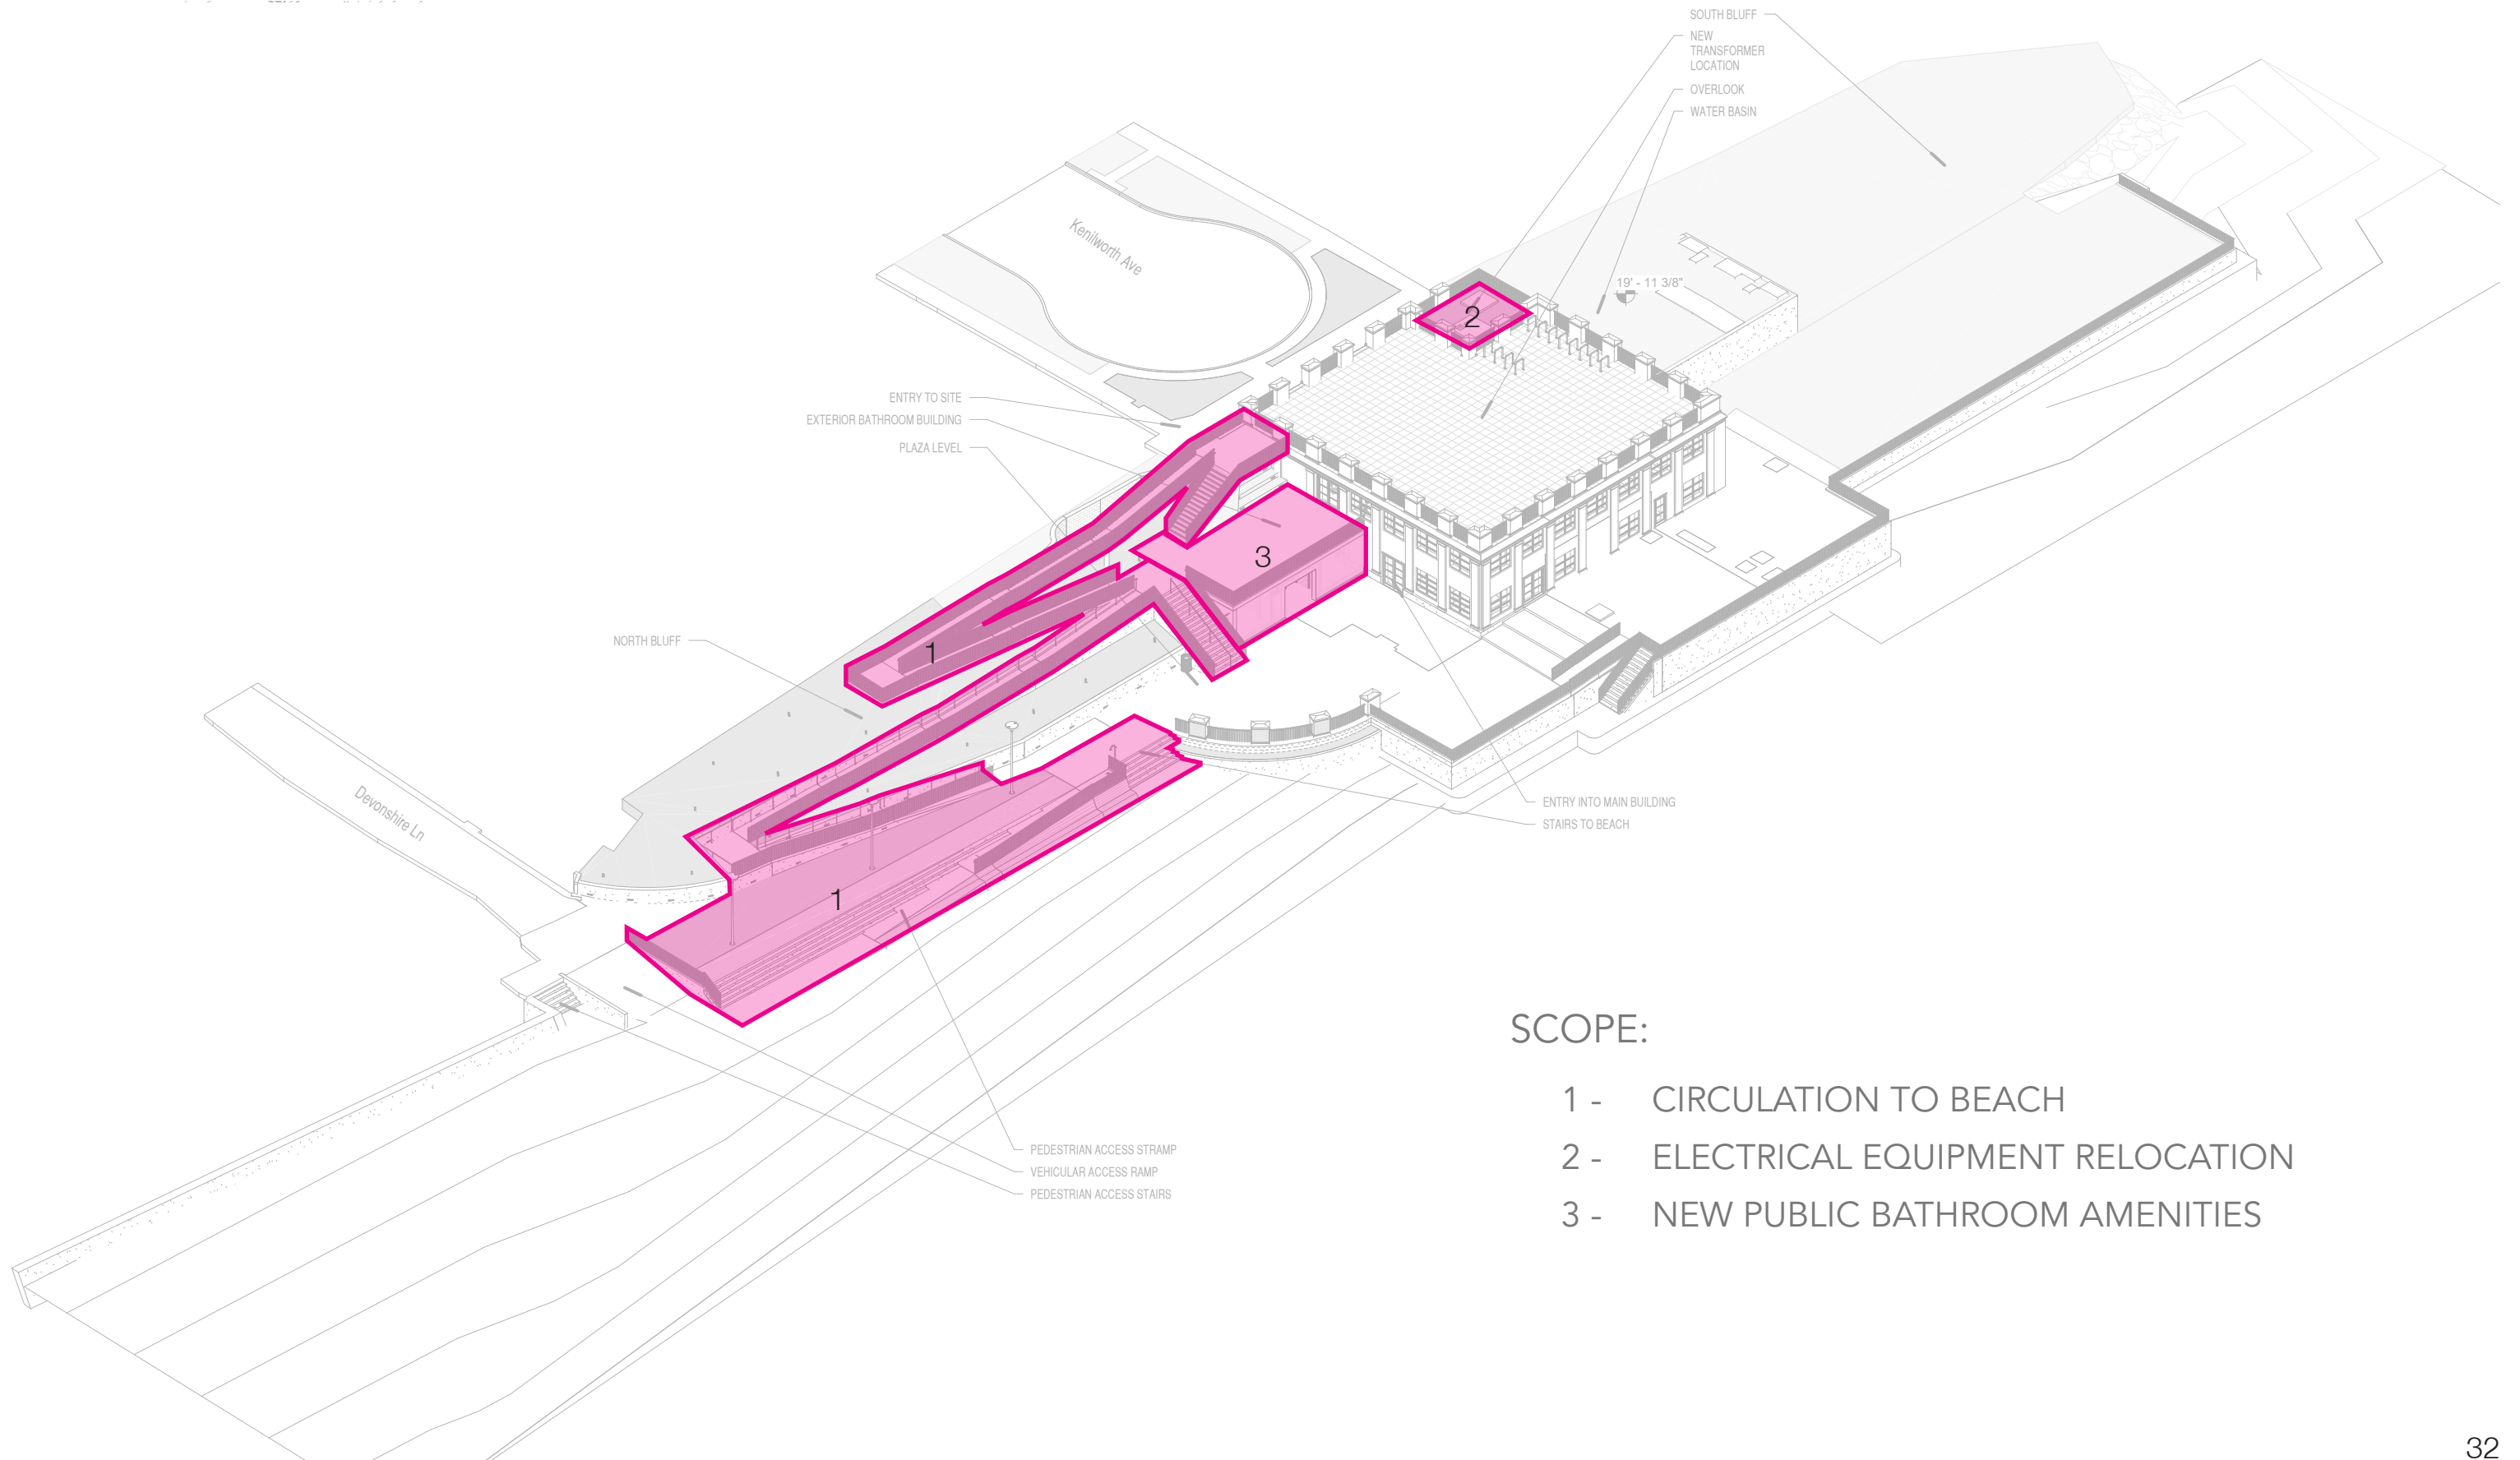 SOUTH BLUFF
NEW
TRANSFORMER
LOCATION
OVERLOOK
WATER BASIN
Kenilworth Ave
19' - 11 3/8"
2
ENTRY TO SITE
EXTERIOR BATHROOM BUILDING
PLAZA LEVEL
3
NORTH BLUFF
1
Devonshire Ln
1
ENTRY INTO MAIN BUILDING
STAIRS TO BEACH
PEDESTRIAN ACCESS STRAMP
VEHICULAR ACCESS RAMP
PEDESTRIAN ACCESS STAIRS
SCOPE:
1 - CIRCULATION TO BEACH
2 - ELECTRICAL EQUIPMENT RELOCATION
3 - NEW PUBLIC BATHROOM AMENITIES
32